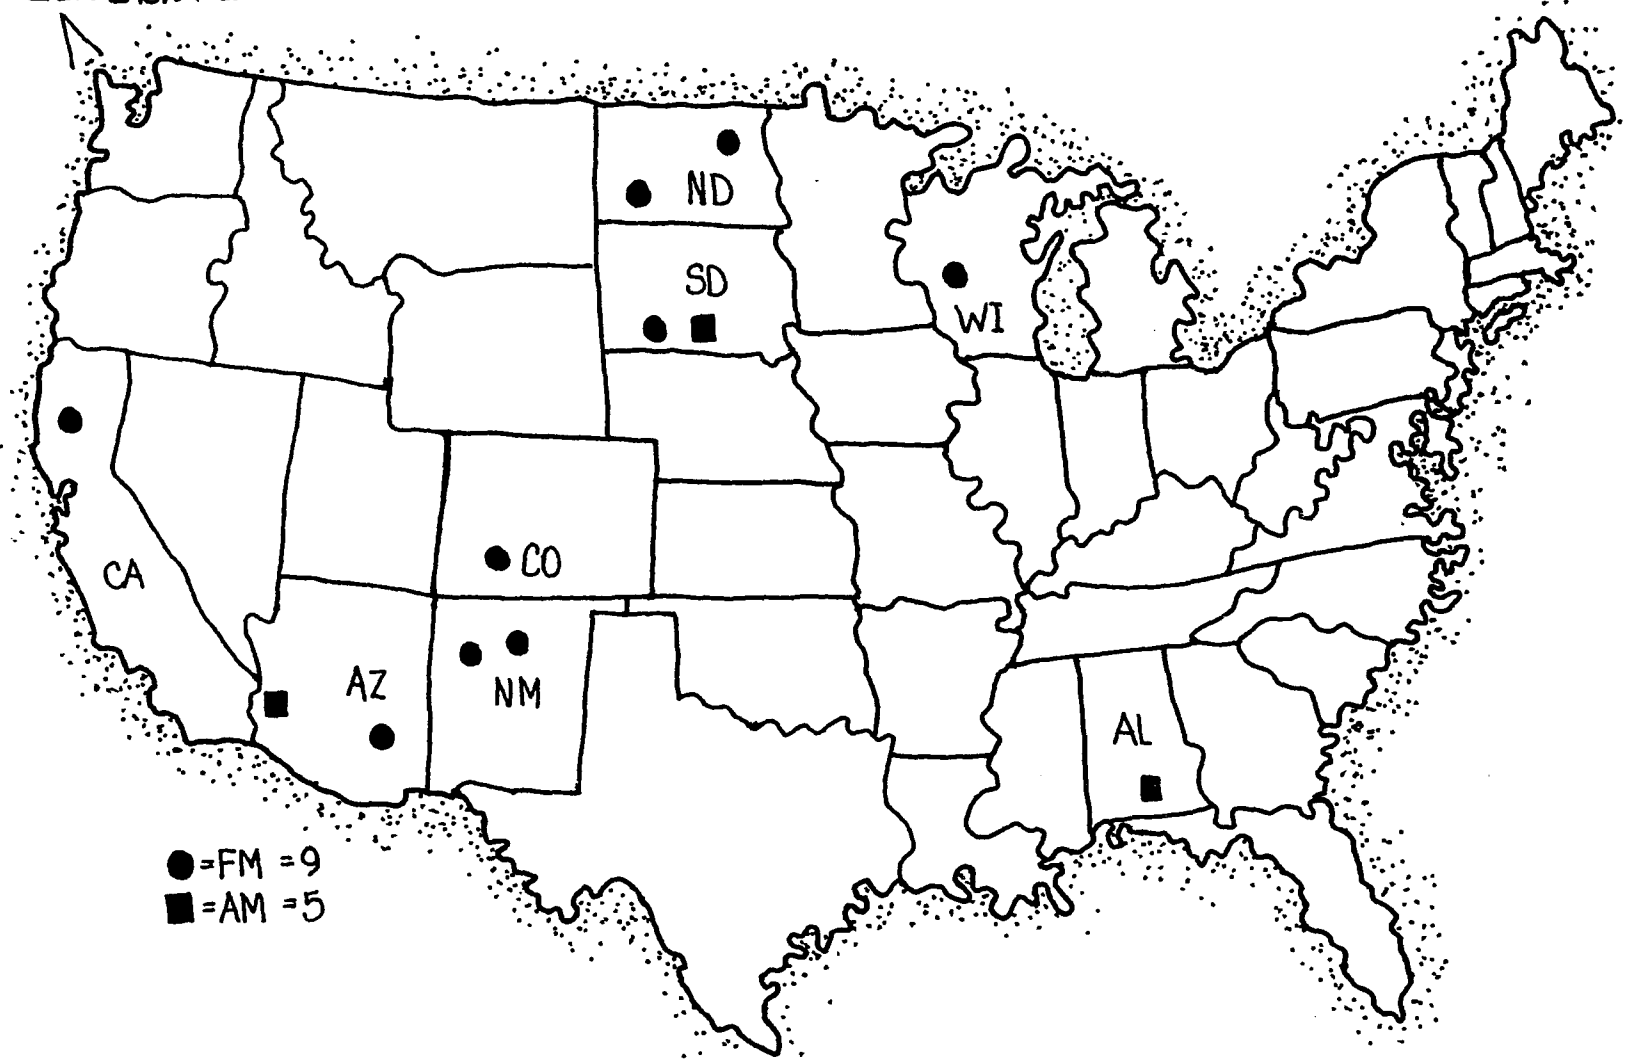 ND
SD
WI
CA
CO
AZ
NM
AL
=FM =9
=AM =5